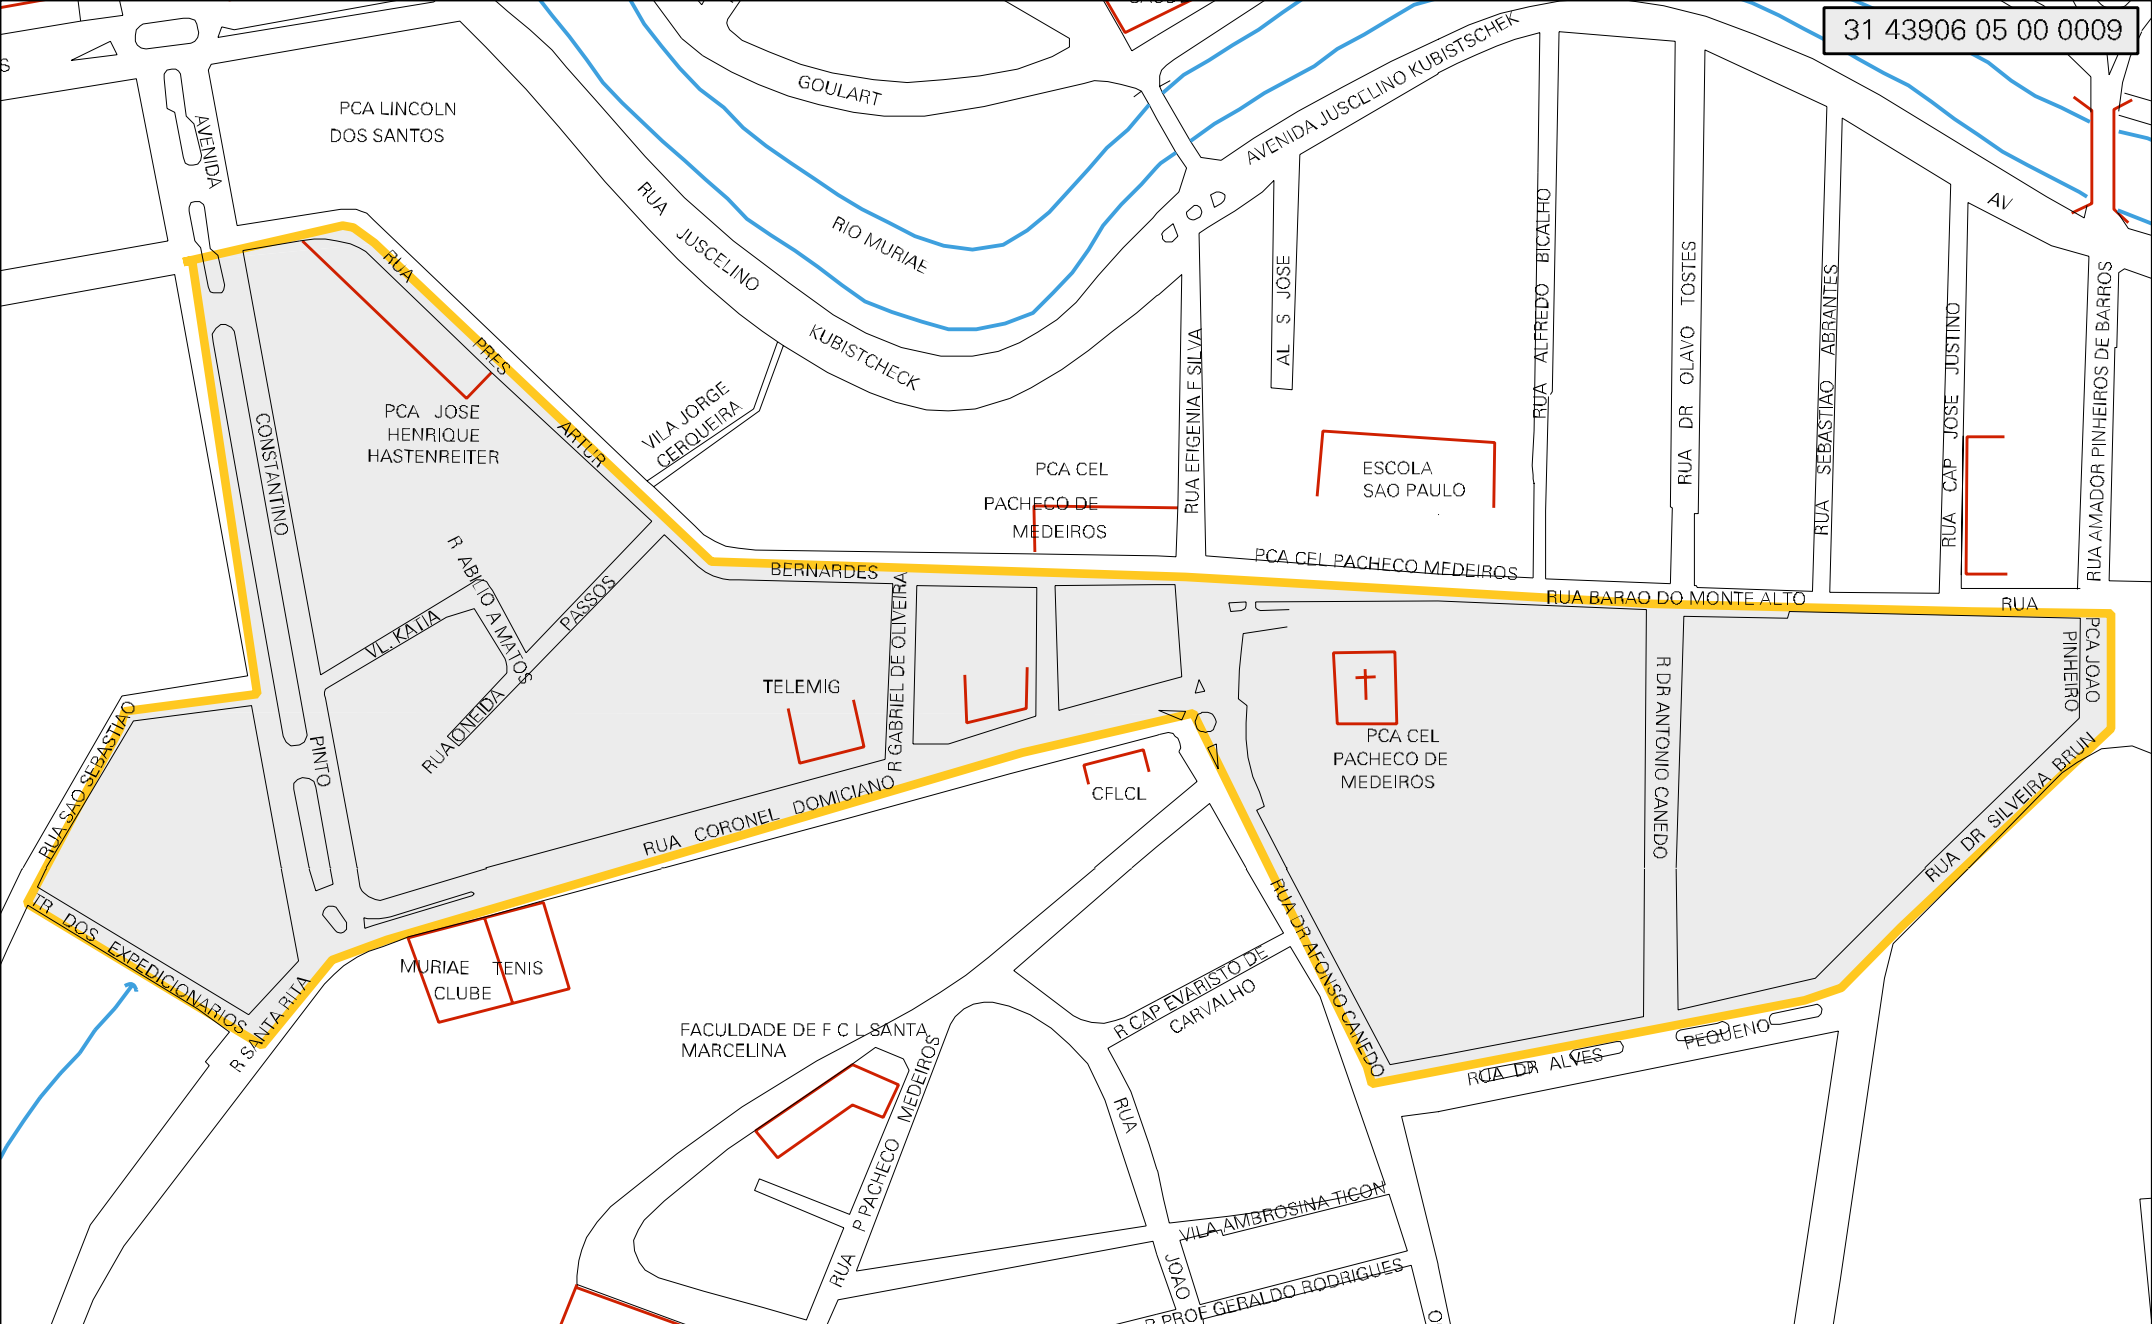 31 43906 05 00 0009
GOULART
PCA LINCOLN
DOS SANTOS
AVENIDA
AVENIDA JUSCELINO KUBISTSCHEK
RUA
JUSCELINO
KUBISTCHECK
RIO MURIAE
AV
RUA
PRES
ARTUR
BERNARDES
PCA JOSE
HENRIQUE
HASTENREITER
CONSTANTINO
VILA JORGE
CERQUEIRA
PCA CEL
PACHECO DE
MEDEIROS
RUA EFIGENIA F SILVA
AL S JOSE
ESCOLA
SAO PAULO
RUA ALFREDO BICALHO
RUA DR OLAVO TOSTES
RUA SEBASTIAO ABRANTES
RUA CAP JOSE JUSTINO
RUA AMADOR PINHEIROS DE BARROS
PCA CEL PACHECO MEDEIROS
RUA BARAO DO MONTE ALTO
RUA
PCA JOAO
PINHEIRO
R ABILIO A MATOS
PASSOS
VL. KATIA
RUA ONEIDA
TELEMIG
R GABRIEL DE OLIVEIRA
R DR ANTONIO CANEDO
PCA CEL
PACHECO DE
MEDEIROS
RUA SAO SEBASTIAO
PINTO
RUA CORONEL DOMICIANO
CFLCL
RUA DR SILVEIRA BRUN
TR DOS EXPEDICIONARIOS
R SANTA RITA
MURIAE TENIS
CLUBE
RUA DR AFONSO CANEDO
R CAP EVARISTO DE
CARVALHO
FACULDADE DE F C L SANTA
MARCELINA
RUA P PACHECO MEDEIROS
RUA DR ALVES
PEQUENO
RUA
JOAO
VILA AMBROSINA TICON
R PROF GERALDO RODRIGUES